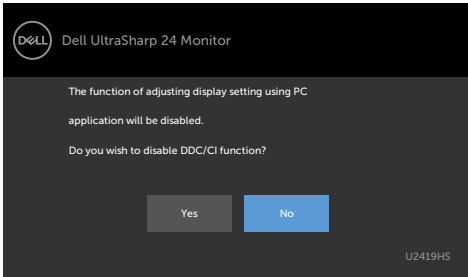 DELL
Dell UltraSharp 24 Monitor
The function of adjusting display setting using PC
application will be disabled.
Do you wish to disable DDC/CI function?
Yes
No
U2419HS